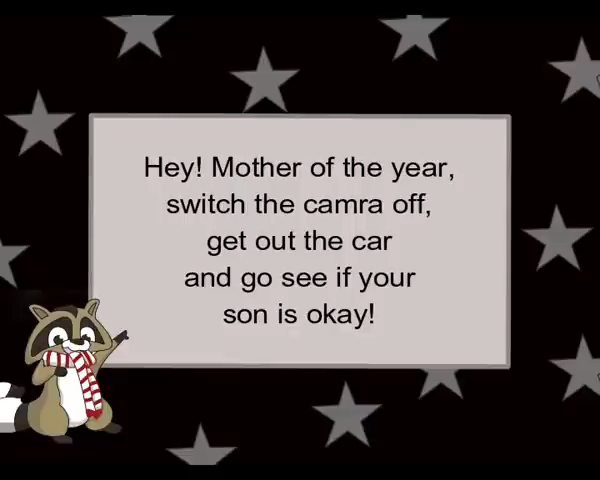 Hey! Mother of the year,
switch the camra off,
get out the car
and go see if your
son is okay!